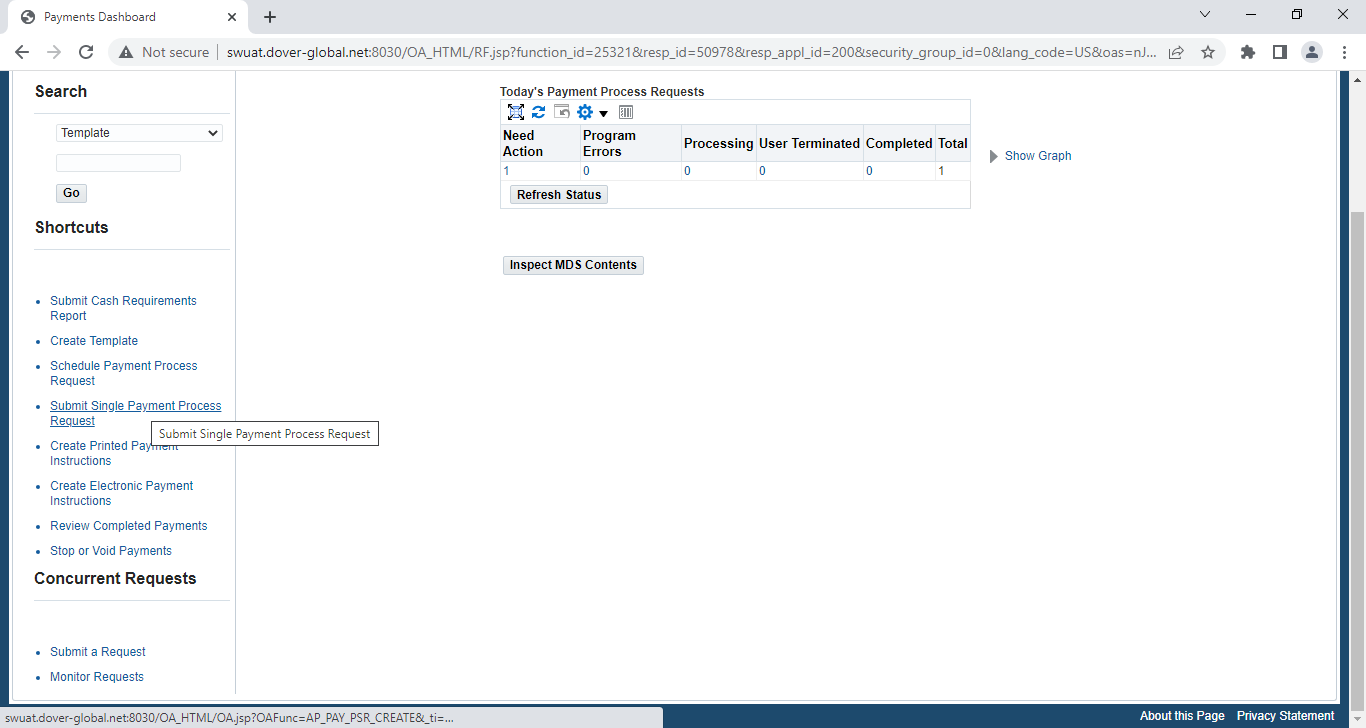 Payments Dashboard
Not secure
swuat.dover-global.net:8030/OA_HTML/RF.jsp?function_id=25321&resp_id=50978&resp_appl_id=200&security_group_id=0&lang_code=US&oas=nJ...
Search
Template
Go
Shortcuts
Submit Cash Requirements
Report
Create Template
Schedule Payment Process
Request
Submit Single Payment Process
Request
Submit Single Payment Process Request
Create Printed Payment
Instructions
Create Electronic Payment
Instructions
Review Completed Payments
Stop or Void Payments
Concurrent Requests
Submit a Request
Monitor Requests
Today's Payment Process Requests
Need Action Program Errors Processing User Terminated Completed Total
1 0 0 0 0 1
Refresh Status
Show Graph
Inspect MDS Contents
swuat.dover-global.net:8030/OA_HTML/OA.jsp?OAFunc=AP_PAY_PSR_CREATE&_ti=...
About this Page Privacy Statement